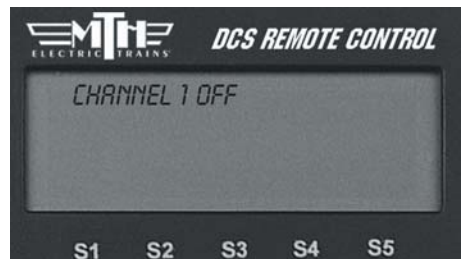 MTH
ELECTRIC TRAINS
DCS REMOTE CONTROL
CHANNEL 1 OFF
S1 S2 S3 S4 S5